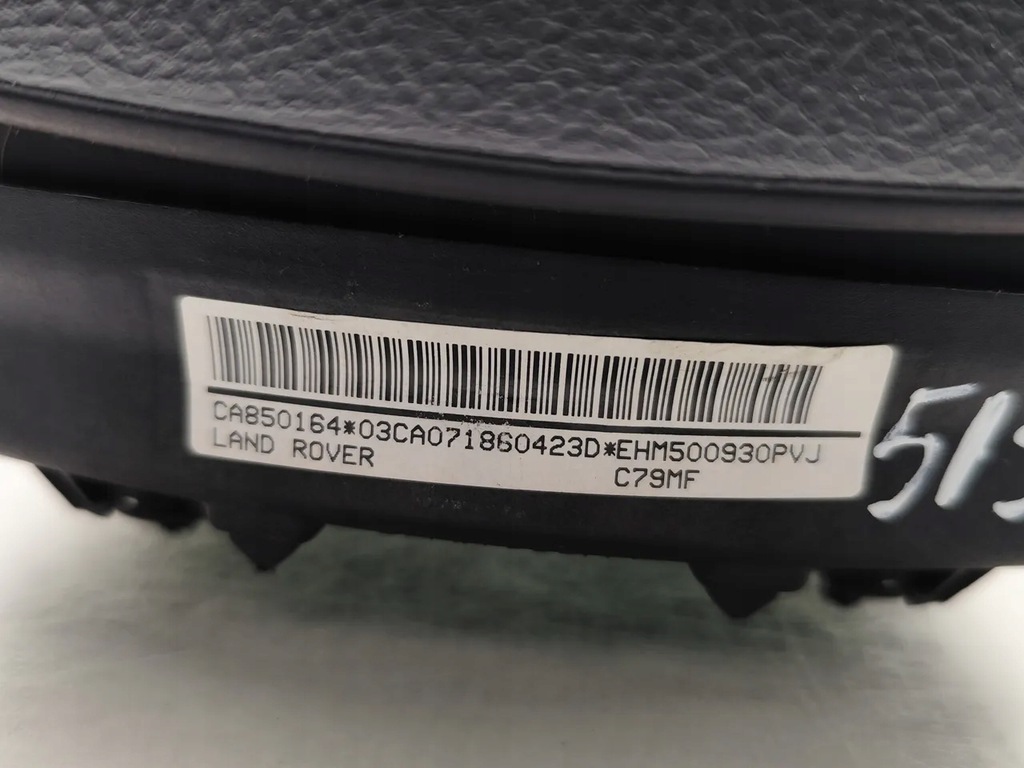 CA850164*03CA071860423D*EHM500930PVJ
LAND ROVER
C79MF